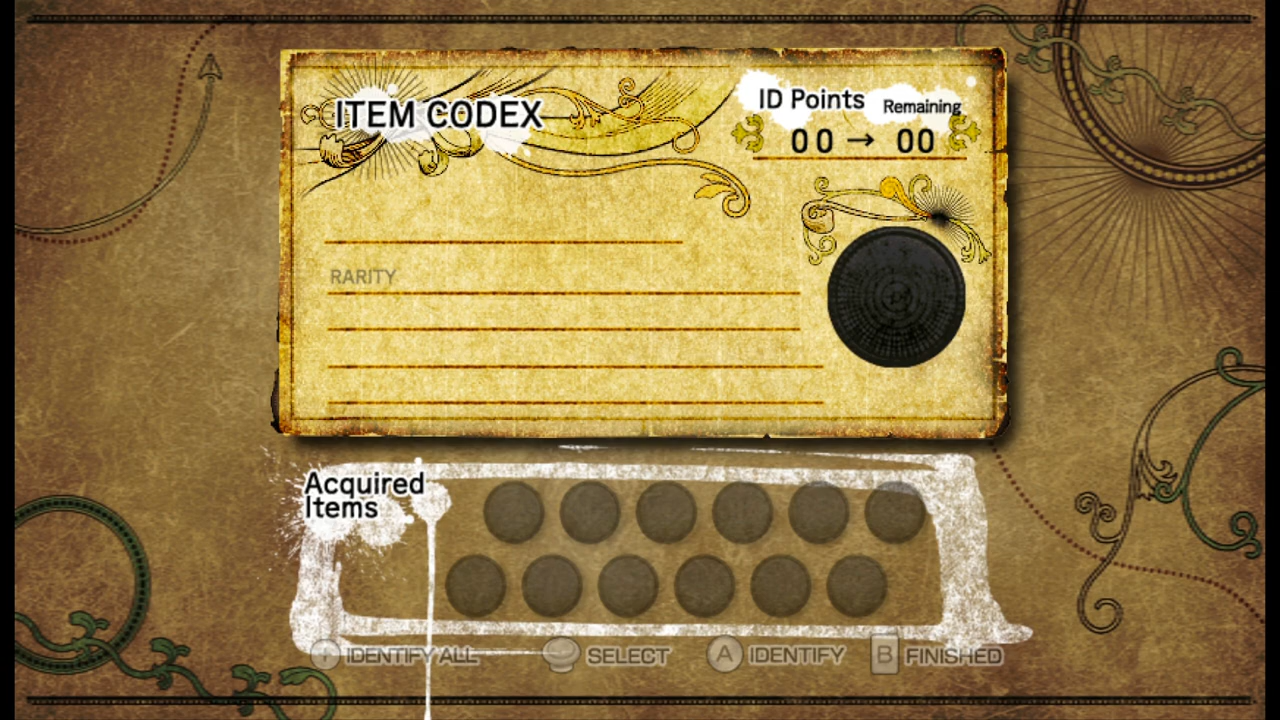 ITEM CODEX
ID Points Remaining
00 → 00
RARITY
Acquired
Items
+ IDENTIFY ALL SELECT A IDENTIFY B FINISHED